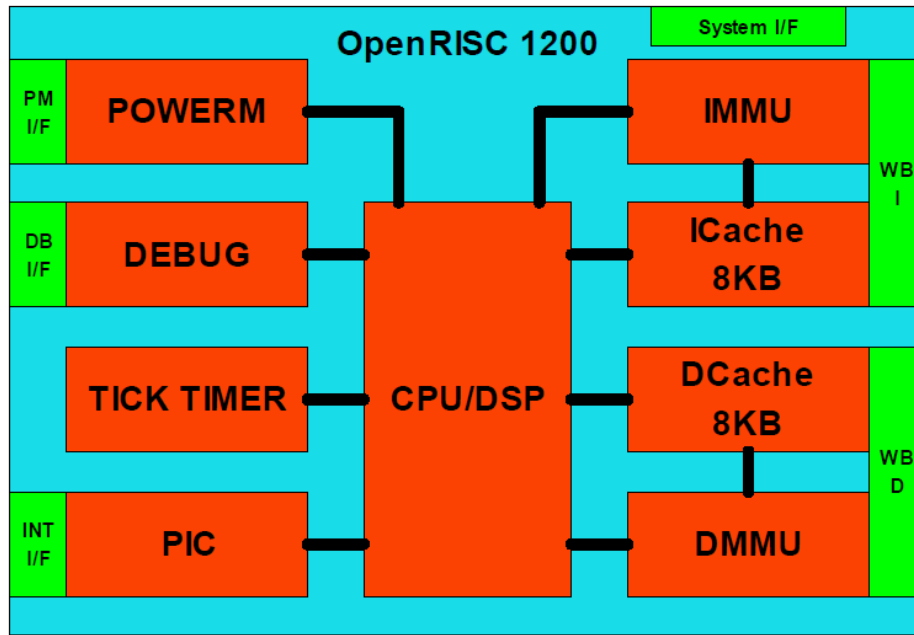 OpenRISC 1200
System I/F
PM
I/F
POWERM
IMMU
WB
I
DB
I/F
DEBUG
ICache
8KB
TICK TIMER
CPU/DSP
DCache
8KB
WB
D
INT
I/F
PIC
DMMU